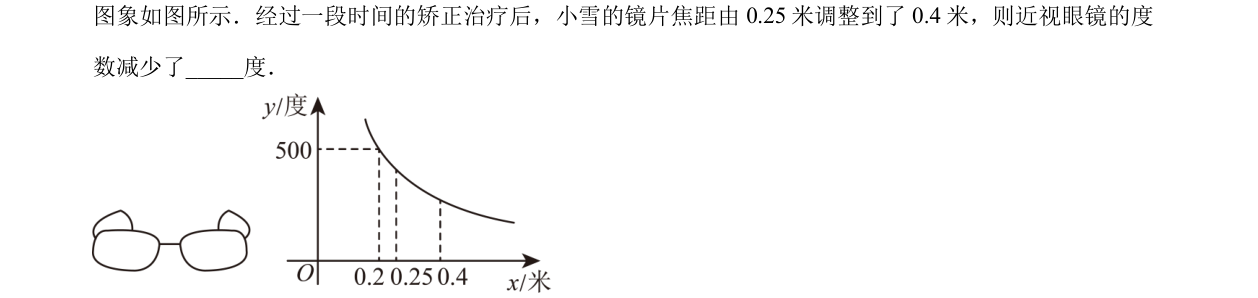 图象如图所示．经过一段时间的矫正治疗后，小雪的镜片焦距由 0.25 米调整到了 0.4 米，则近视眼镜的度
数减少了_____度．
y/度
500
O
0.2 0.25 0.4
x/米